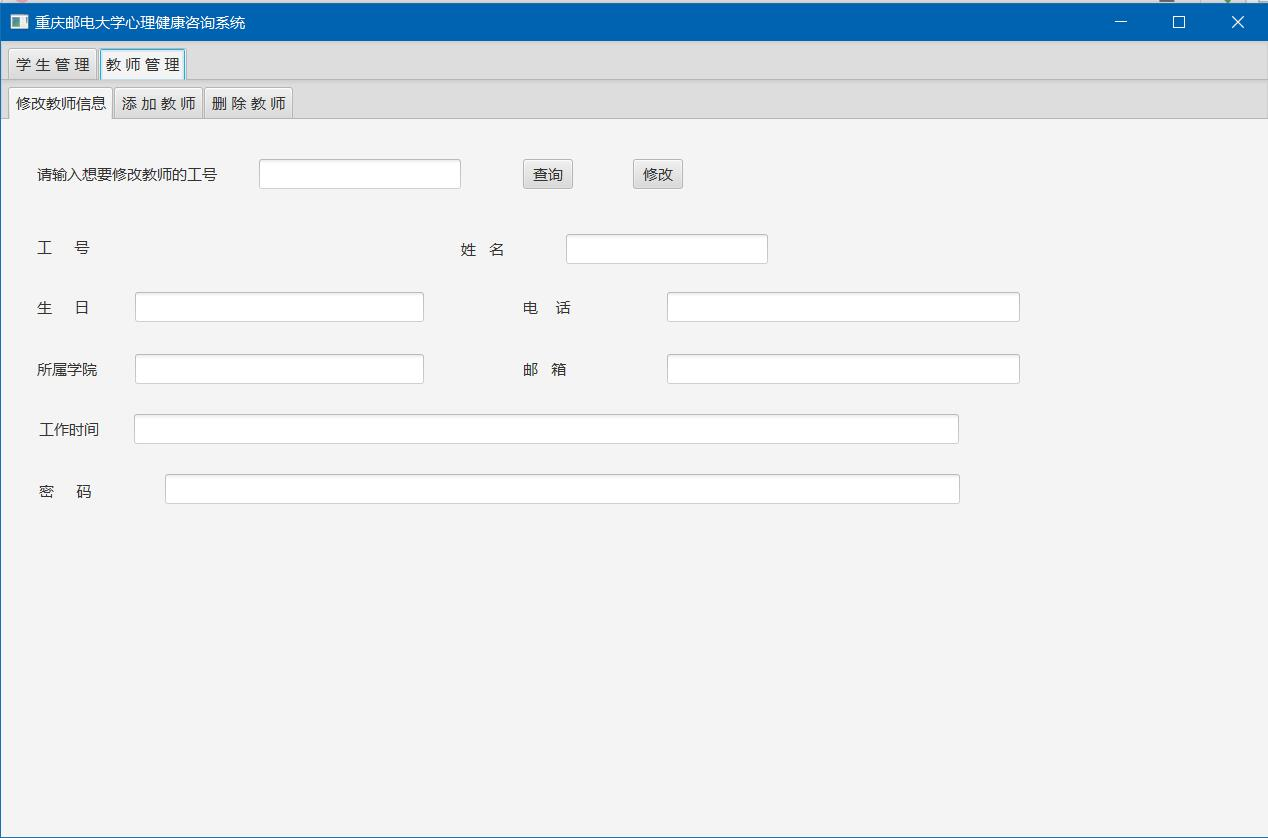 重庆邮电大学心理健康咨询系统
学 生 管 理 教 师 管 理
修改教师信息 添 加 教 师 删 除 教 师
请输入想要修改教师的工号 查询 修改
工 号 姓 名
生 日 电 话
所属学院 邮 箱
工作时间
密 码